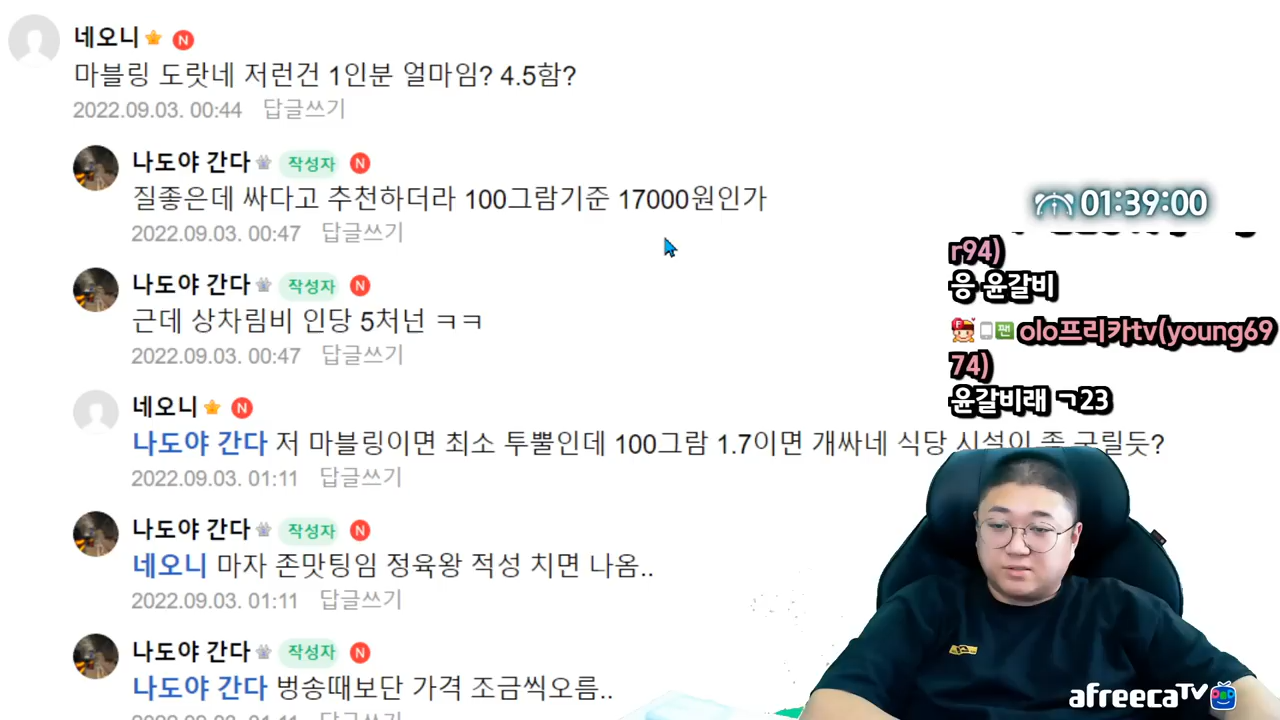 네오니 N
마블링 도랏네 저런건 1인분 얼마임? 4.5함?
2022.09.03. 00:44 답글쓰기
나도야 간다 작성자 N
질좋은데 싸다고 추천하더라 100그람기준 17000원인가
2022.09.03. 00:47 답글쓰기
나도야 간다 작성자 N
근데 상차림비 인당 5처넌 ㅋㅋ
2022.09.03. 00:47 답글쓰기
네오니 N
나도야 간다 저 마블링이면 최소 투뿔인데 100그람 1.7이면 개싸네 식당 시설이 좀 구릴듯?
2022.09.03. 01:11 답글쓰기
나도야 간다 작성자 N
네오니 마자 존맛팅임 정육왕 적성 치면 나옴..
2022.09.03. 01:11 답글쓰기
나도야 간다 작성자 N
나도야 간다 벙송때보단 가격 조금씩오름..
01:39:00
r94)
응 윤갈비
F 팬 olo프리카tv(young69
74)
윤갈비래 ㄱ23
afreecaTV